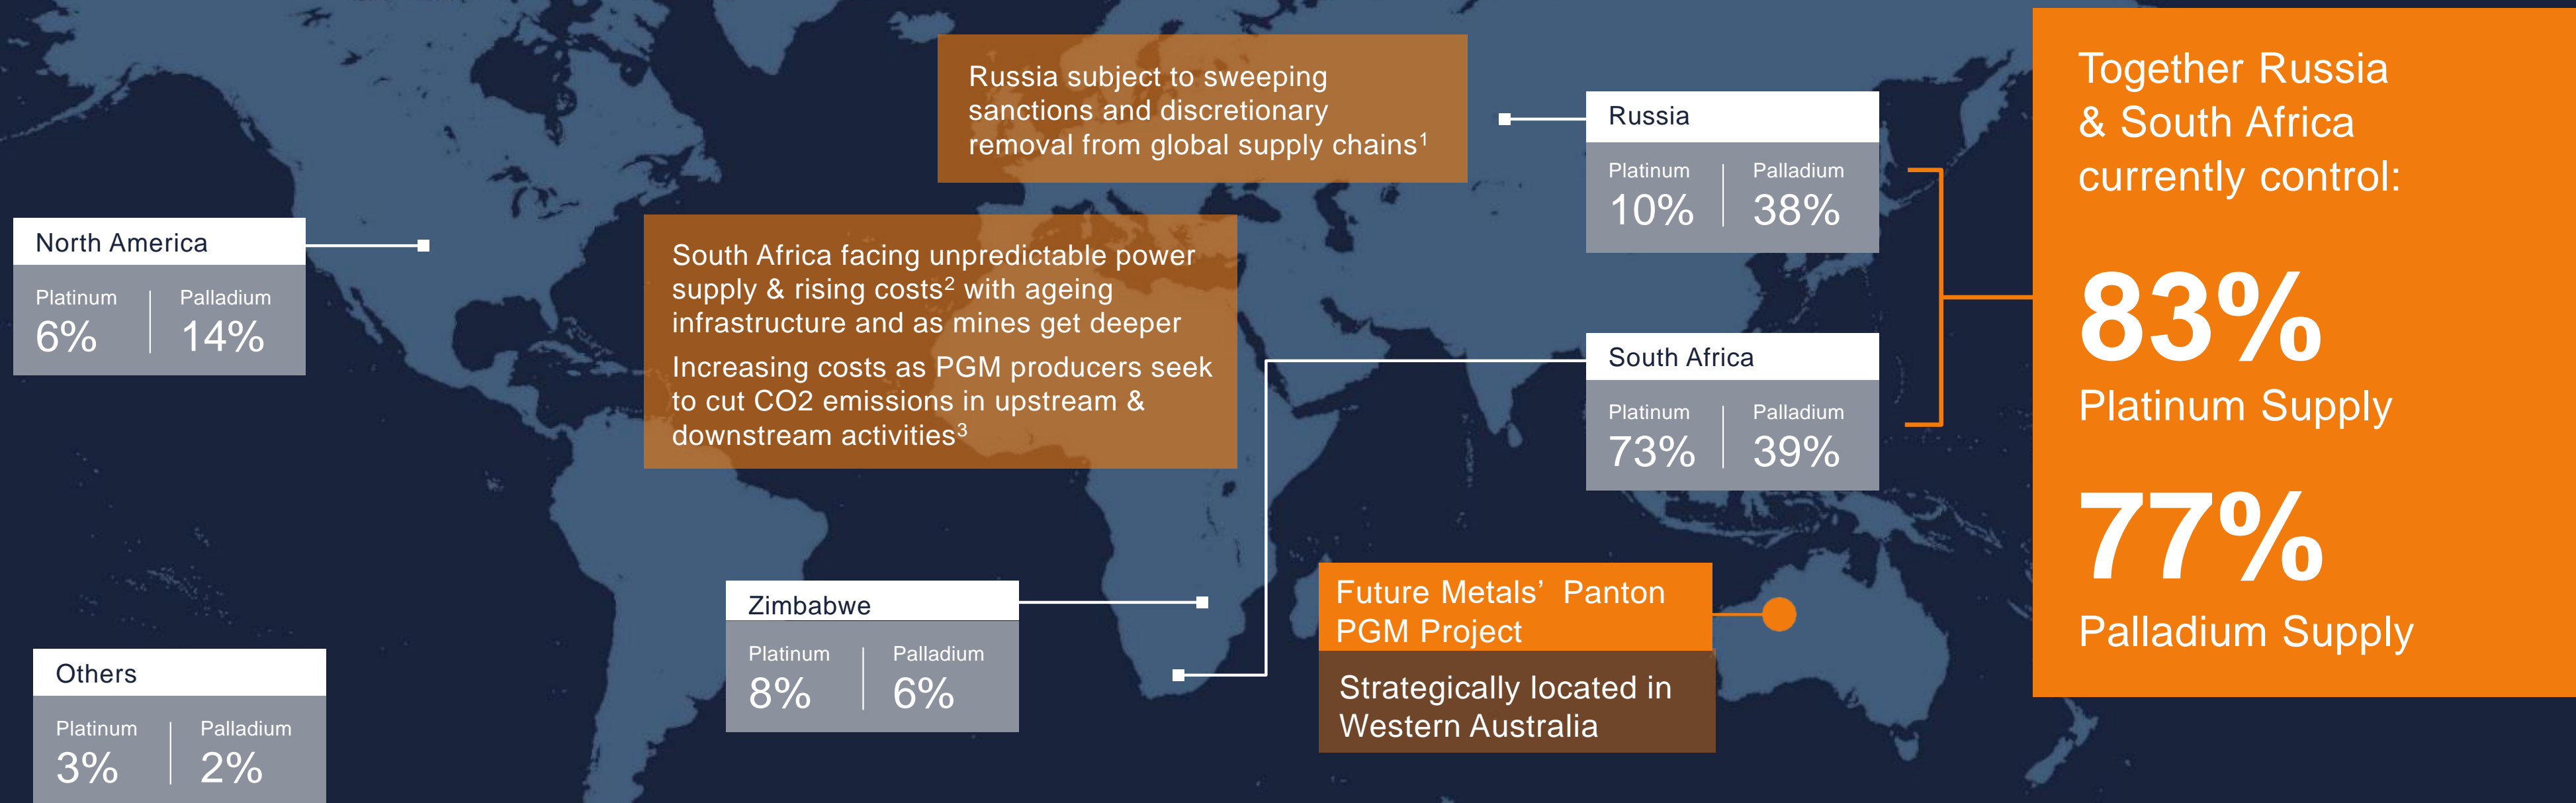 Russia subject to sweeping
sanctions and discretionary
removal from global supply chains¹
Russia
Platinum
Palladium
10%
38%
North America
Platinum
Palladium
6%
14%
South Africa facing unpredictable power
supply & rising costs² with ageing
infrastructure and as mines get deeper
Increasing costs as PGM producers seek
to cut CO2 emissions in upstream &
downstream activities³
South Africa
Platinum
Palladium
73%
39%
Zimbabwe
Platinum
Palladium
8%
6%
Future Metals’ Panton
PGM Project
Strategically located in
Western Australia
Others
Platinum
Palladium
3%
2%
Together Russia
& South Africa
currently control:
83%
Platinum Supply
77%
Palladium Supply